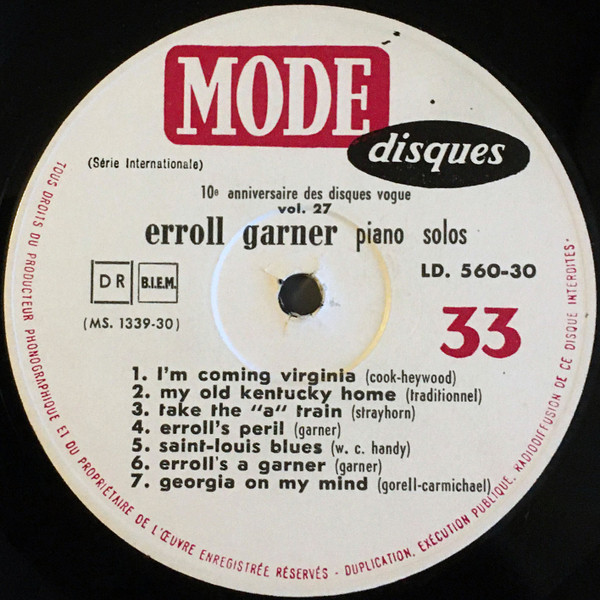 MODE
disques
(Série Internationale)
10e anniversaire des disques vogue
vol. 27
erroll garner piano solos
DR
B.I.E.M.
LD. 560-30
(MS. 1339-30)
33
1. I'm coming virginia (cook-heywood)
2. my old kentucky home (traditionnel)
3. take the "a" train (strayhorn)
4. erroll's peril (garner)
5. saint-louis blues (w. c. handy)
6. erroll's a garner (garner)
7. georgia on my mind (gorell-carmichael)
TOUS DROITS DU PRODUCTEUR PHONOGRAPHIQUE ET DU PROPRIÉTAIRE DE L'ŒUVRE ENREGISTRÉE RÉSERVÉS - DUPLICATION, EXÉCUTION PUBLIQUE, RADIODIFFUSION DE CE DISQUE INTERDITES-